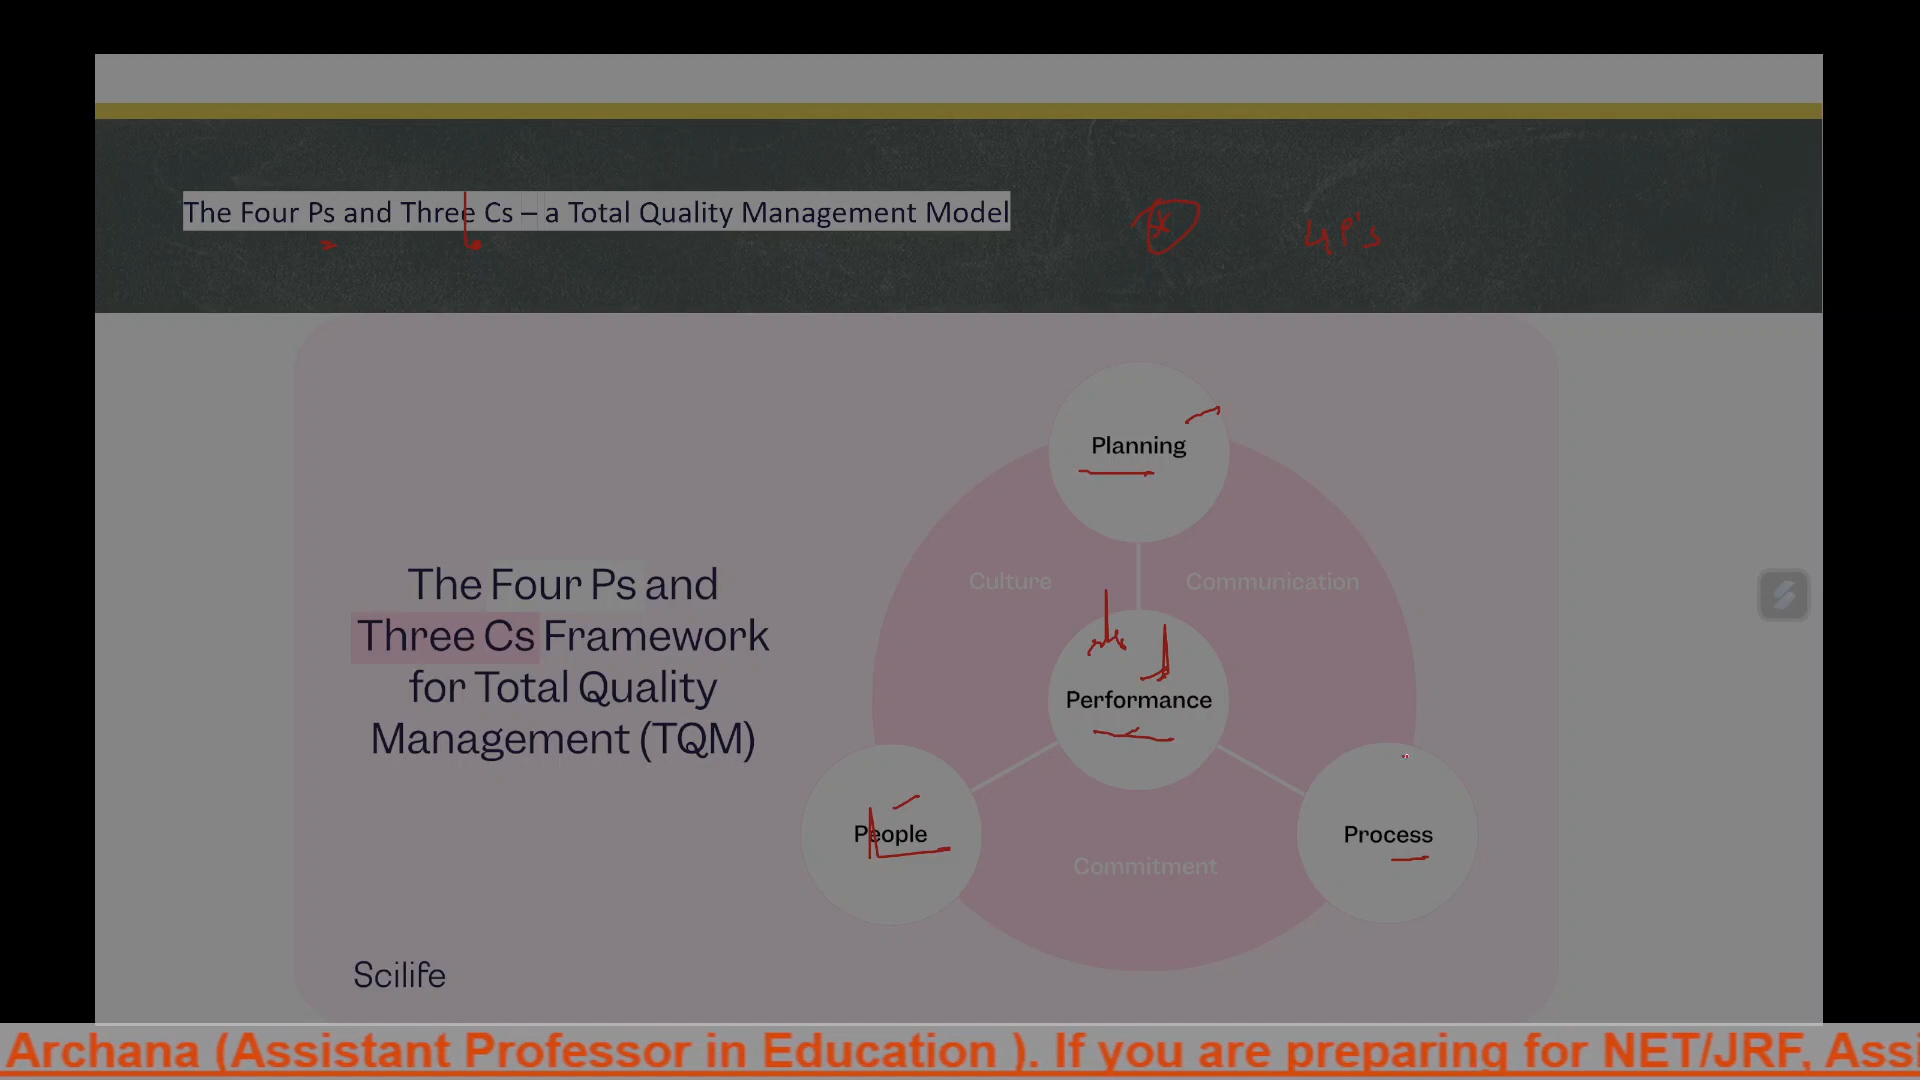 The Four Ps and Three Cs – a Total Quality Management Model
4 P's
Planning
Culture
Communication
The Four Ps and
Three Cs Framework
for Total Quality
Management (TQM)
Performance
People
Process
Commitment
Scilife
Archana (Assistant Professor in Education ). If you are preparing for NET/JRF, Assi